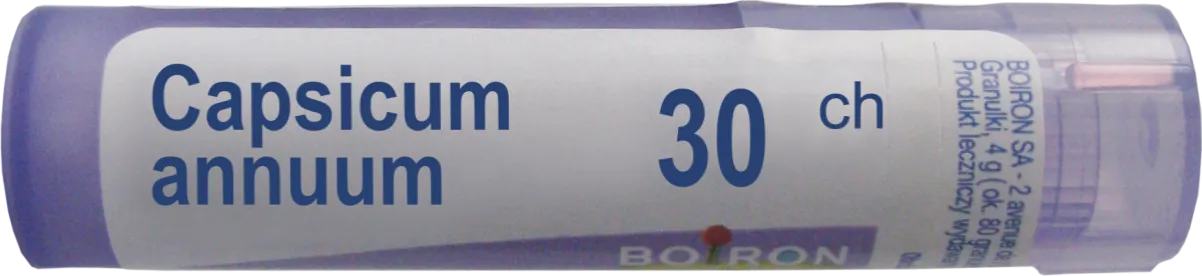 Capsicum
annuum
30 ch
BOIRON
BOIRON SA - 2 avenue
Granulki, 4 g (ok. 80
Produkt leczniczy